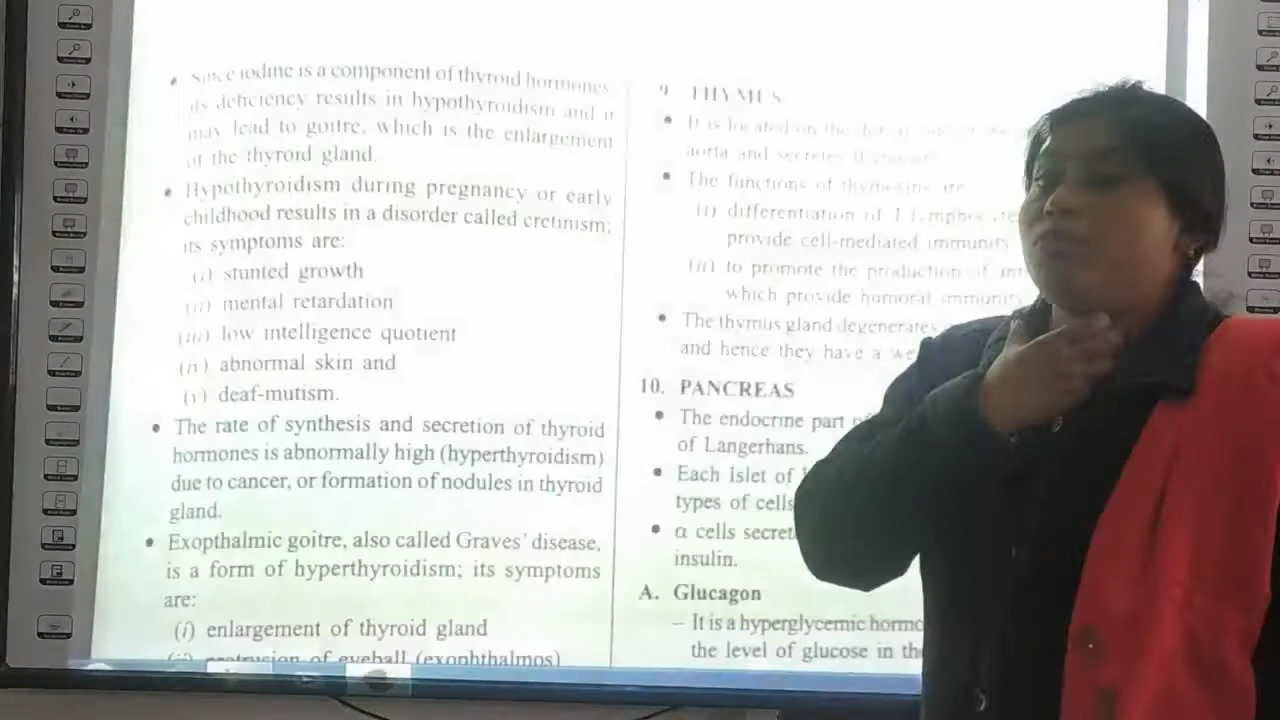 Since iodine is a component of thyroid hormones,
its deficiency results in hypothyroidism and it
may lead to goitre, which is the enlargement
of the thyroid gland.
Hypothyroidism during pregnancy or early
childhood results in a disorder called cretinism;
its symptoms are:
(i) stunted growth
(ii) mental retardation
(iii) low intelligence quotient
(iv) abnormal skin and
(v) deaf-mutism.
The rate of synthesis and secretion of thyroid
hormones is abnormally high (hyperthyroidism)
due to cancer, or formation of nodules in thyroid
gland.
Exopthalmic goitre, also called Graves' disease,
is a form of hyperthyroidism; its symptoms
are:
(i) enlargement of thyroid gland
(ii) protrusion of eyeball (exophthalmos)
9. THYMUS
It is located on the dorsal side of
aorta and secretes
The functions of thymosins are
(i) differentiation of T
provide cell-mediated immunity
(ii) to promote the production of
which provide humoral immunity
The thymus gland degenerates
and hence they have a
10. PANCREAS
The endocrine part
of Langerhans.
Each Islet of
types of cells
α cells
insulin.
A. Glucagon
– It is a hyperglycemic
the level of glucose in